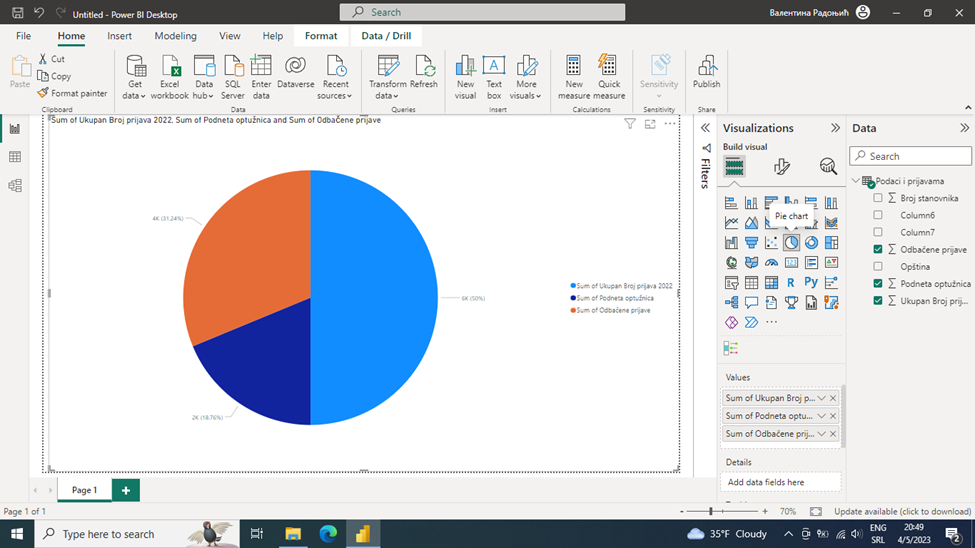 Untitled - Power BI Desktop
Search
Валентина Радоњић
File Home Insert Modeling View Help Format Data / Drill
Paste
Cut
Copy
Format painter
Clipboard
Get data
Excel workbook
Data hub
SQL Server
Enter data
Dataverse
Recent sources
Data
Transform data
Refresh
Queries
New visual
Text box
More visuals
Insert
New measure
Quick measure
Calculations
Sensitivity
Sensitivity
Publish
Share
Sum of Ukupan Broj prijava 2022, Sum of Podneta optužnica and Sum of Odbačene prijave
4K (31.24%)
6K (50%)
2K (18.76%)
Sum of Ukupan Broj prijava 2022
Sum of Podneta optužnica
Sum of Odbačene prijave
Filters
Visualizations
Build visual
Pie chart
R Py
123
Values
Sum of Ukupan Broj p...
Sum of Podneta optu...
Sum of Odbačene prij...
Details
Add data fields here
Data
Search
Podaci i prijavama
Broj stanovnika
Column6
Column7
Odbačene prijave
Opština
Podneta optužnica
Ukupan Broj prij...
Page 1
Page 1 of 1
70%
Update available (click to download)
Type here to search
35°F Cloudy
ENG
SRL
20:49
4/5/2023
2